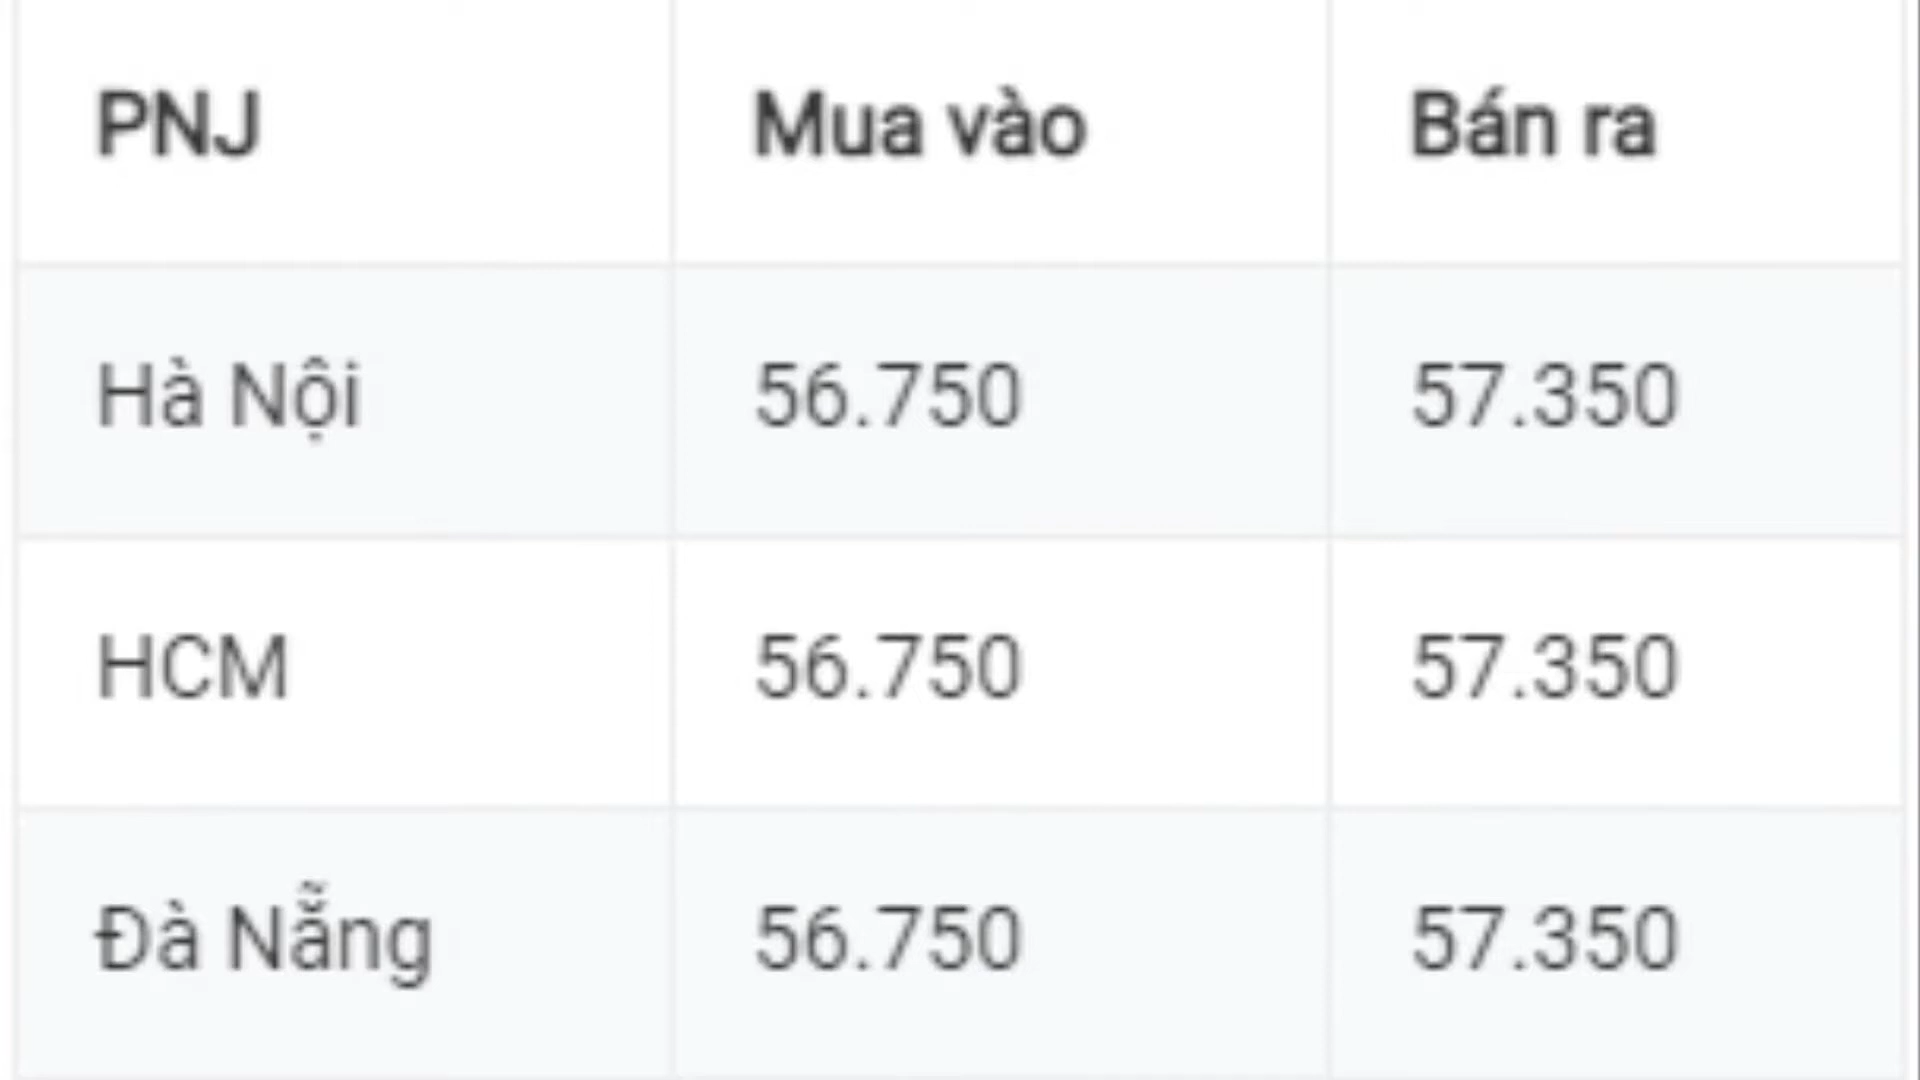 PNJ Mua vào Bán ra
Hà Nội 56.750 57.350
HCM 56.750 57.350
Đà Nẵng 56.750 57.350